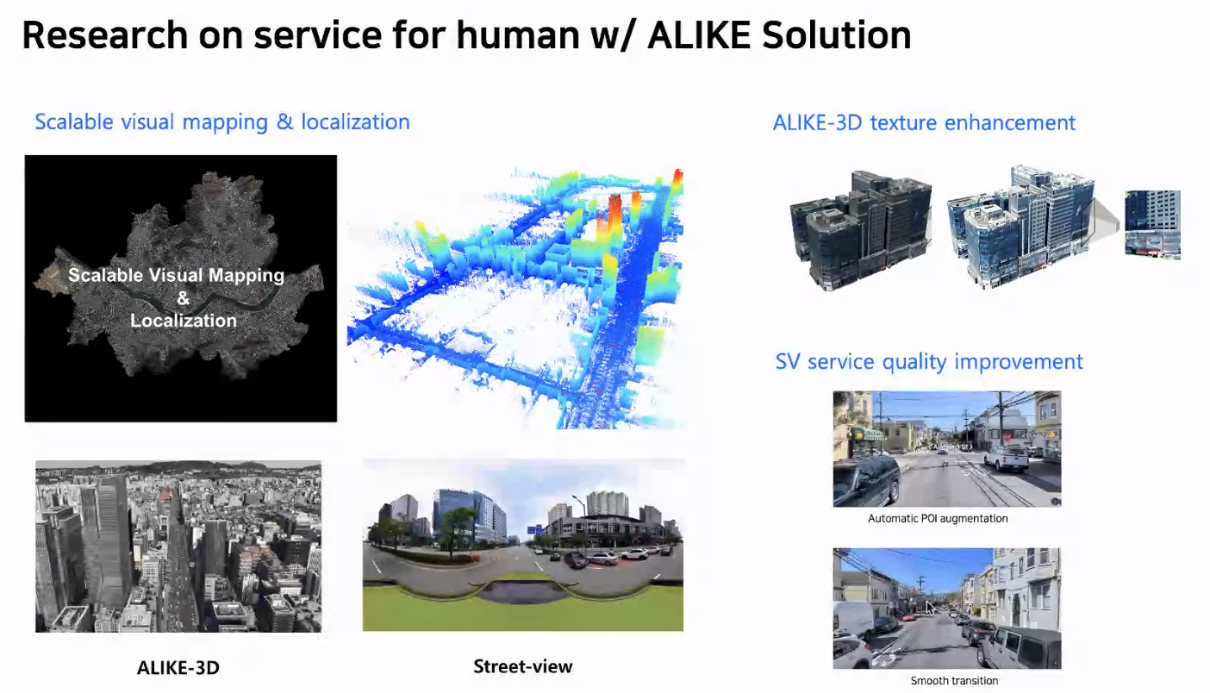 Research on service for human w/ ALIKE Solution
Scalable visual mapping & localization
Scalable Visual Mapping
&
Localization
ALIKE-3D
Street-view
ALIKE-3D texture enhancement
SV service quality improvement
Automatic POI augmentation
Smooth transition